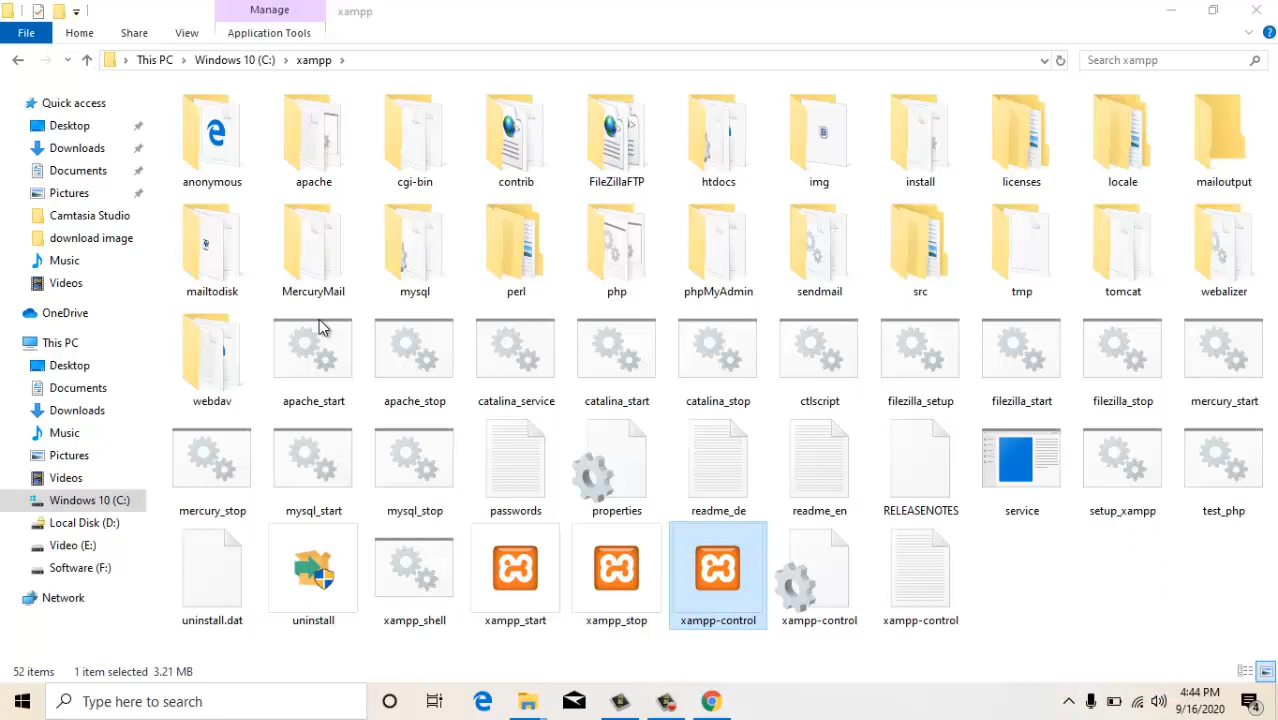 Manage
xampp
File
Home
Share
View
Application Tools
This PC
Windows 10 (C:)
xampp
Search xampp
Quick access
Desktop
Downloads
Documents
Pictures
Camtasia Studio
download image
Music
Videos
OneDrive
This PC
Desktop
Documents
Downloads
Music
Pictures
Videos
Windows 10 (C:)
Local Disk (D:)
Video (E:)
Software (F:)
Network
anonymous
apache
cgi-bin
contrib
FileZillaFTP
htdocs
img
install
licenses
locale
mailoutput
mailtodisk
MercuryMail
mysql
perl
php
phpMyAdmin
sendmail
src
tmp
tomcat
webalizer
webdav
apache_start
apache_stop
catalina_service
catalina_start
catalina_stop
ctlscript
filezilla_setup
filezilla_start
filezilla_stop
mercury_start
mercury_stop
mysql_start
mysql_stop
passwords
properties
readme_de
readme_en
RELEASENOTES
service
setup_xampp
test_php
uninstall.dat
uninstall
xampp_shell
xampp_start
xampp_stop
xampp-control
xampp-control
xampp-control
52 items
1 item selected 3.21 MB
Type here to search
4:44 PM
9/16/2020
4